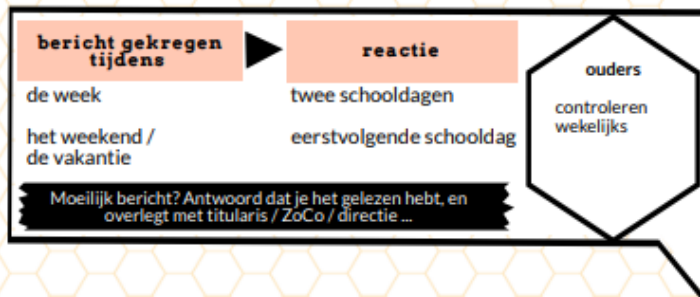 bericht gekregen
tijdens
reactie
de week
twee schooldagen
het weekend /
de vakantie
eerstvolgende schooldag
Moeilijk bericht? Antwoord dat je het gelezen hebt, en
overlegt met titularis / ZoCo / directie ...
ouders
controleren
wekelijks